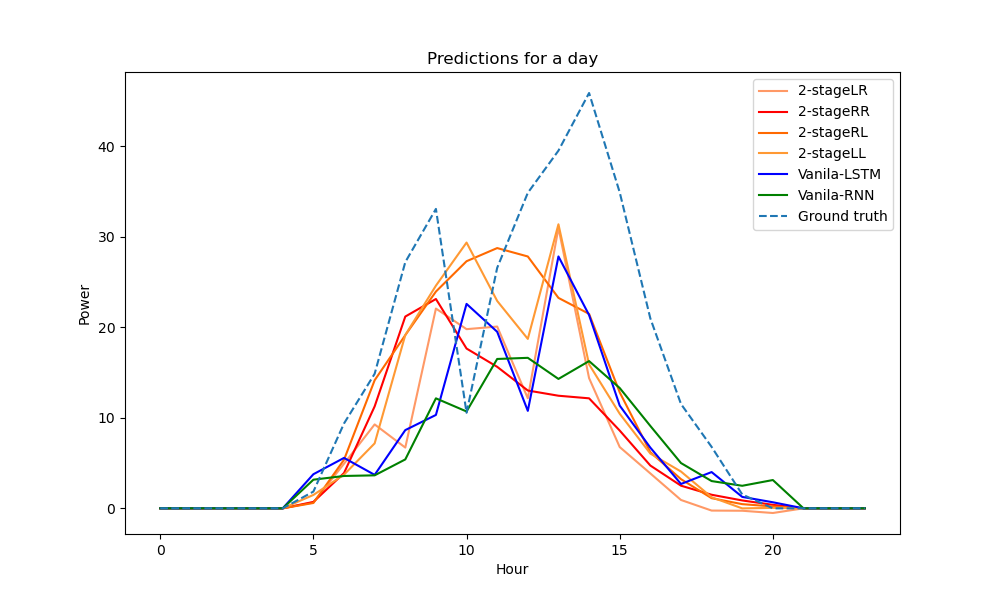 Predictions for a day
2-stageLR
2-stageRR
2-stageRL
2-stageLL
Vanila-LSTM
Vanila-RNN
Ground truth
Power
40
30
20
10
0
0 5 10 15 20
Hour